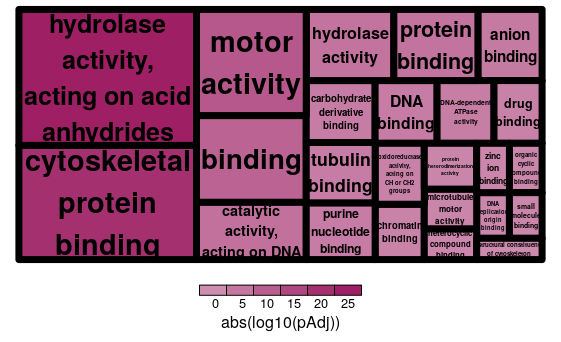 hydrolase
activity,
acting on acid
anhydrides
cytoskeletal
protein
binding
motor
activity
binding
catalytic
activity,
acting on DNA
hydrolase
activity
protein
binding
anion
binding
carbohydrate
derivative
binding
DNA
binding
DNA-dependent
ATPase
activity
drug
binding
tubulin
binding
purine
nucleotide
binding
oxidoreductase
activity,
acting on
CH or CH2
groups
chromatin
binding
protein
heterodimerization
activity
microtubule
motor
activity
heterocyclic
compound
binding
zinc
ion
binding
organic
cyclic
compound
binding
DNA
replication
origin
binding
small
molecule
binding
structural constituent
of cytoskeleton
0 5 10 15 20 25
abs(log10(pAdj))